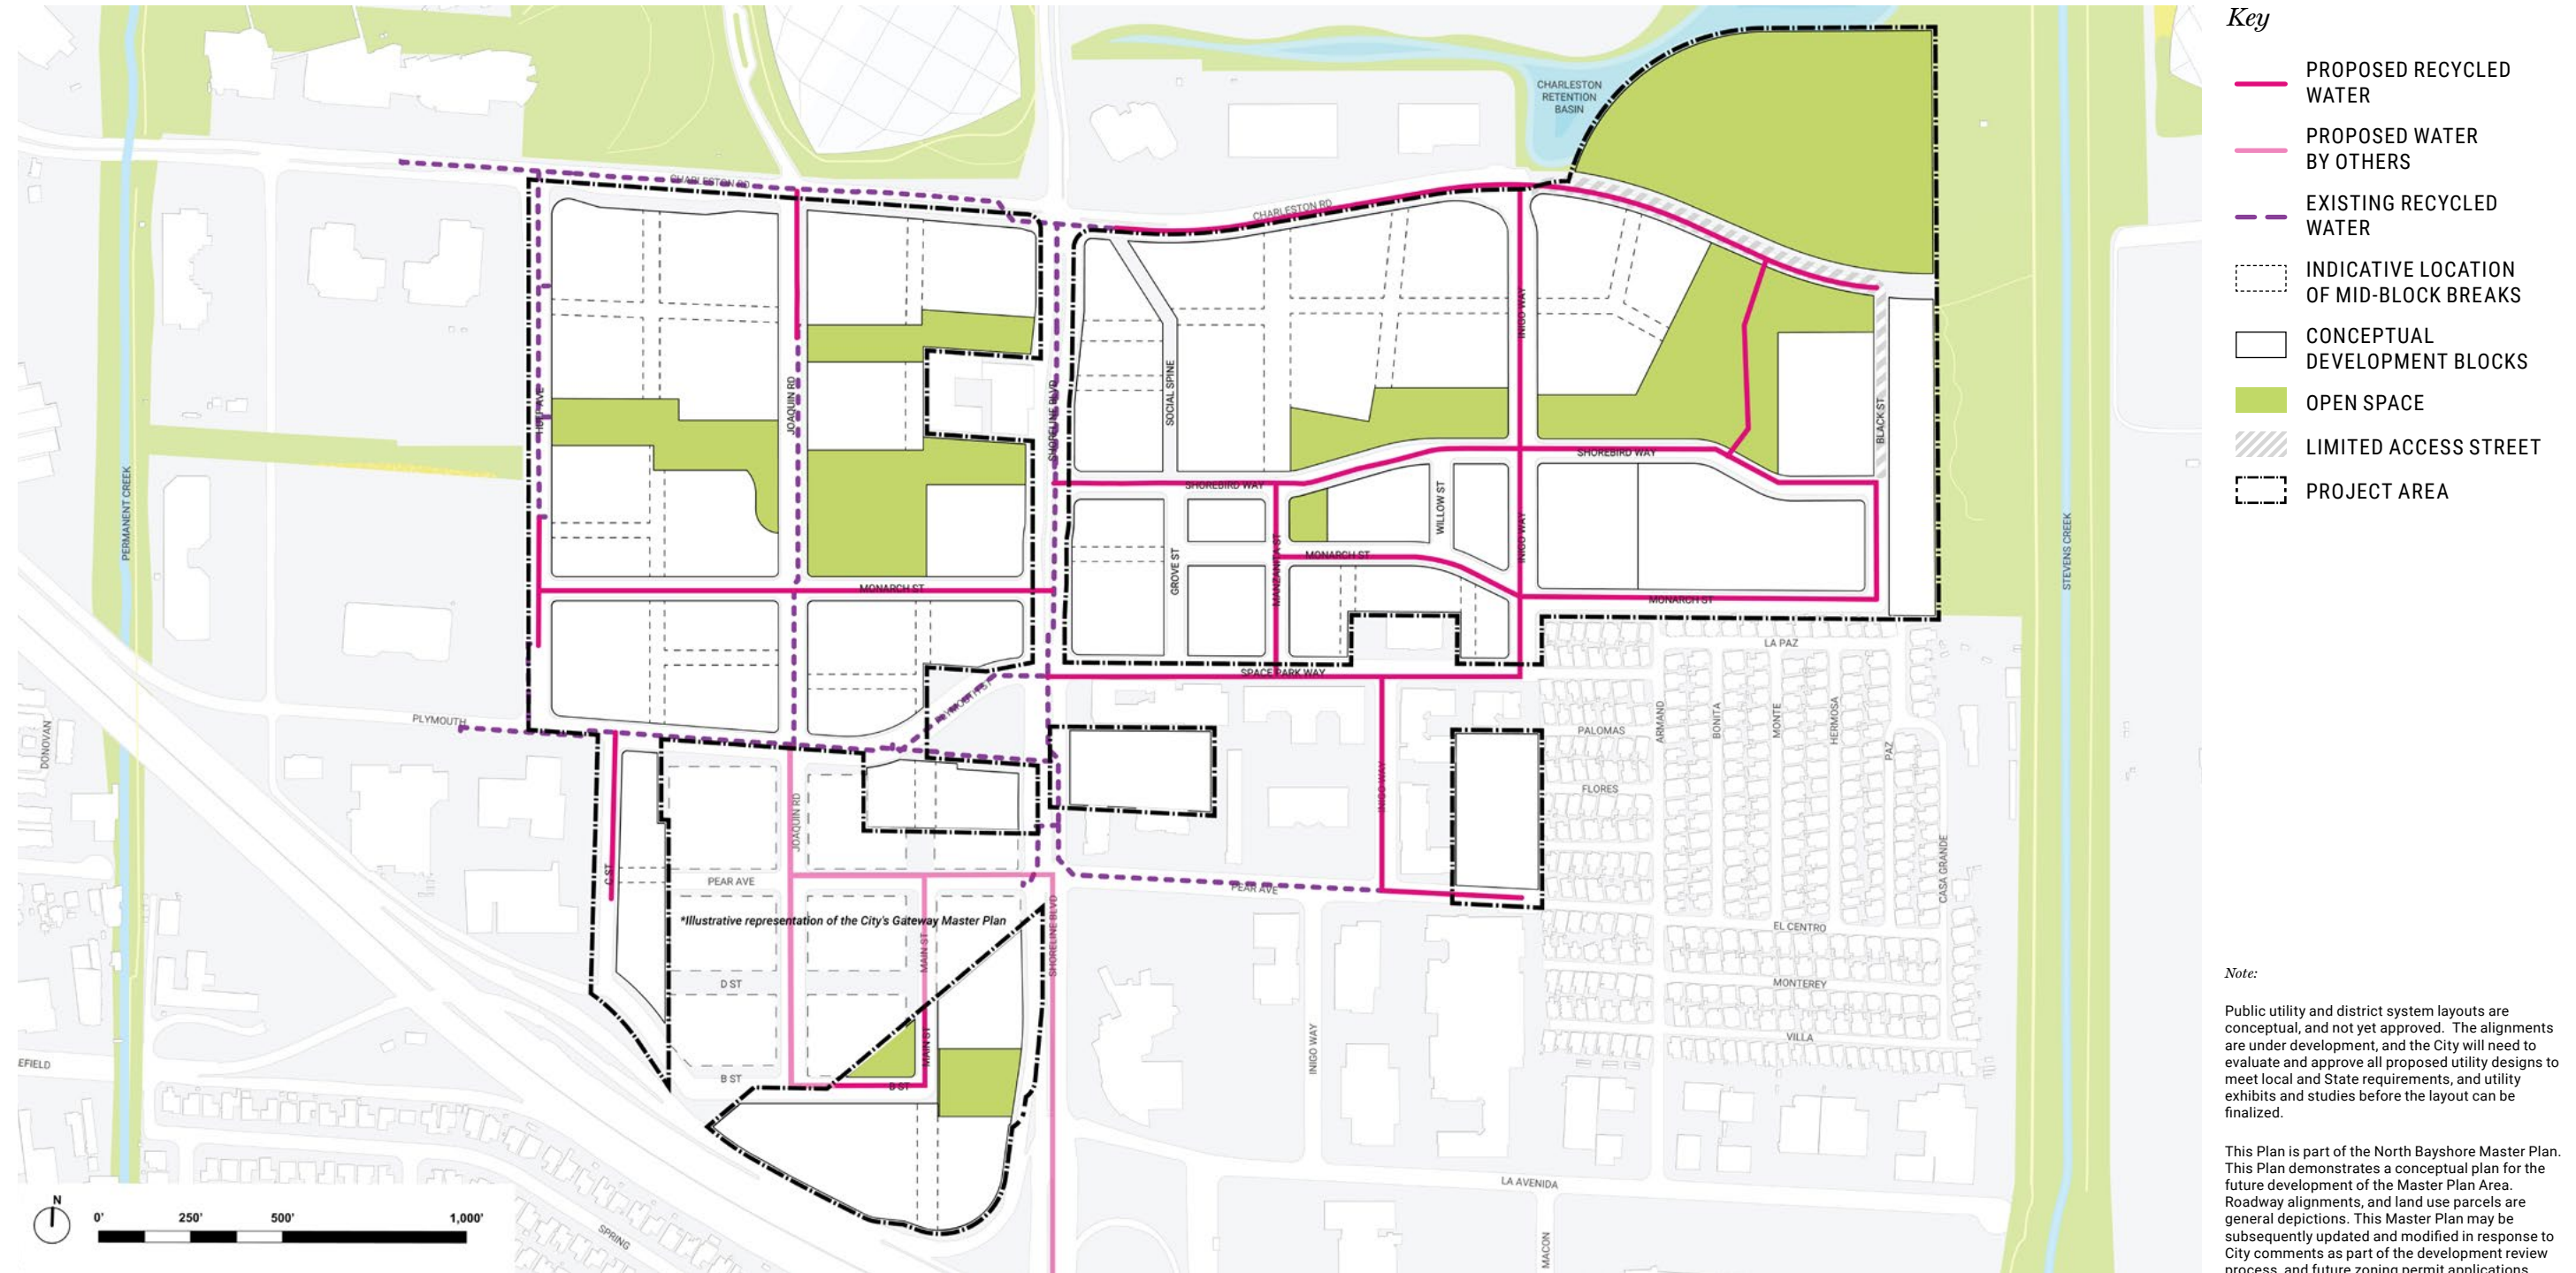 Key
PROPOSED RECYCLED
WATER
PROPOSED WATER
BY OTHERS
EXISTING RECYCLED
WATER
INDICATIVE LOCATION
OF MID-BLOCK BREAKS
CONCEPTUAL
DEVELOPMENT BLOCKS
OPEN SPACE
LIMITED ACCESS STREET
PROJECT AREA
CHARLESTON
RETENTION
BASIN
CHARLESTON RD
CHARLESTON RD
HUFF AVE
JOAQUIN RD
SHORELINE BLVD
SOCIAL SPINE
INIGO WAY
BLACK ST
PERMANENT CREEK
STEVENS CREEK
SHOREBIRD WAY
SHOREBIRD WAY
WILLOW ST
INIGO WAY
GROVE ST
MANZANITA ST
MONARCH ST
MONARCH ST
MONARCH ST
SPACE PARK WAY
LA PAZ
PLYMOUTH
PLYMOUTH ST
DONOVAN
PALOMAS
ARMAND
BONITA
MONTE
HERMOSA
PAZ
FLORES
CASA GRANDE
JOAQUIN RD
INIGO WAY
C ST
PEAR AVE
PEAR AVE
*Illustrative representation of the City's Gateway Master Plan
MAIN ST
SHORELINE BLVD
EL CENTRO
D ST
MONTEREY
MAIN ST
INIGO WAY
VILLA
EFIELD
B ST
B ST
LA AVENIDA
MACON
SPRING
N
0' 250' 500' 1,000'
Note:
Public utility and district system layouts are
conceptual, and not yet approved. The alignments
are under development, and the City will need to
evaluate and approve all proposed utility designs to
meet local and State requirements, and utility
exhibits and studies before the layout can be
finalized.
This Plan is part of the North Bayshore Master Plan.
This Plan demonstrates a conceptual plan for the
future development of the Master Plan Area.
Roadway alignments, and land use parcels are
general depictions. This Master Plan may be
subsequently updated and modified in response to
City comments as part of the development review
process, and future zoning permit applications